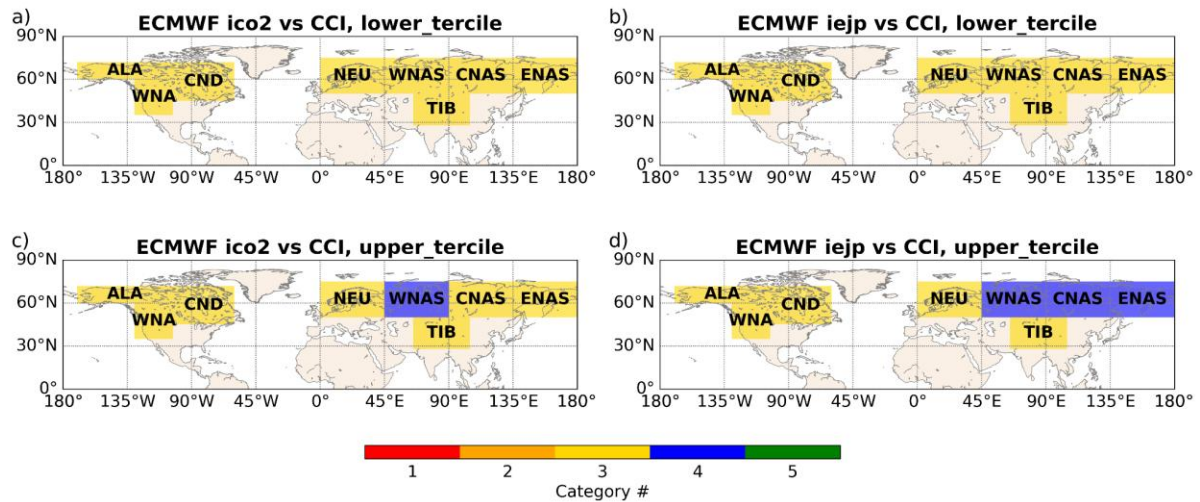 a)
ECMWF ico2 vs CCI, lower_tercile
90°N
60°N
30°N
0°
180° 135°W 90°W 45°W 0° 45°E 90°E 135°E 180°
ALA
CND
WNA
NEU WNAS CNAS ENAS
TIB
b)
ECMWF iejp vs CCI, lower_tercile
90°N
60°N
30°N
0°
180° 135°W 90°W 45°W 0° 45°E 90°E 135°E 180°
ALA
CND
WNA
NEU WNAS CNAS ENAS
TIB
c)
ECMWF ico2 vs CCI, upper_tercile
90°N
60°N
30°N
0°
180° 135°W 90°W 45°W 0° 45°E 90°E 135°E 180°
ALA
CND
WNA
NEU WNAS CNAS ENAS
TIB
d)
ECMWF iejp vs CCI, upper_tercile
90°N
60°N
30°N
0°
180° 135°W 90°W 45°W 0° 45°E 90°E 135°E 180°
ALA
CND
WNA
NEU WNAS CNAS ENAS
TIB
1 2 3 4 5
Category #